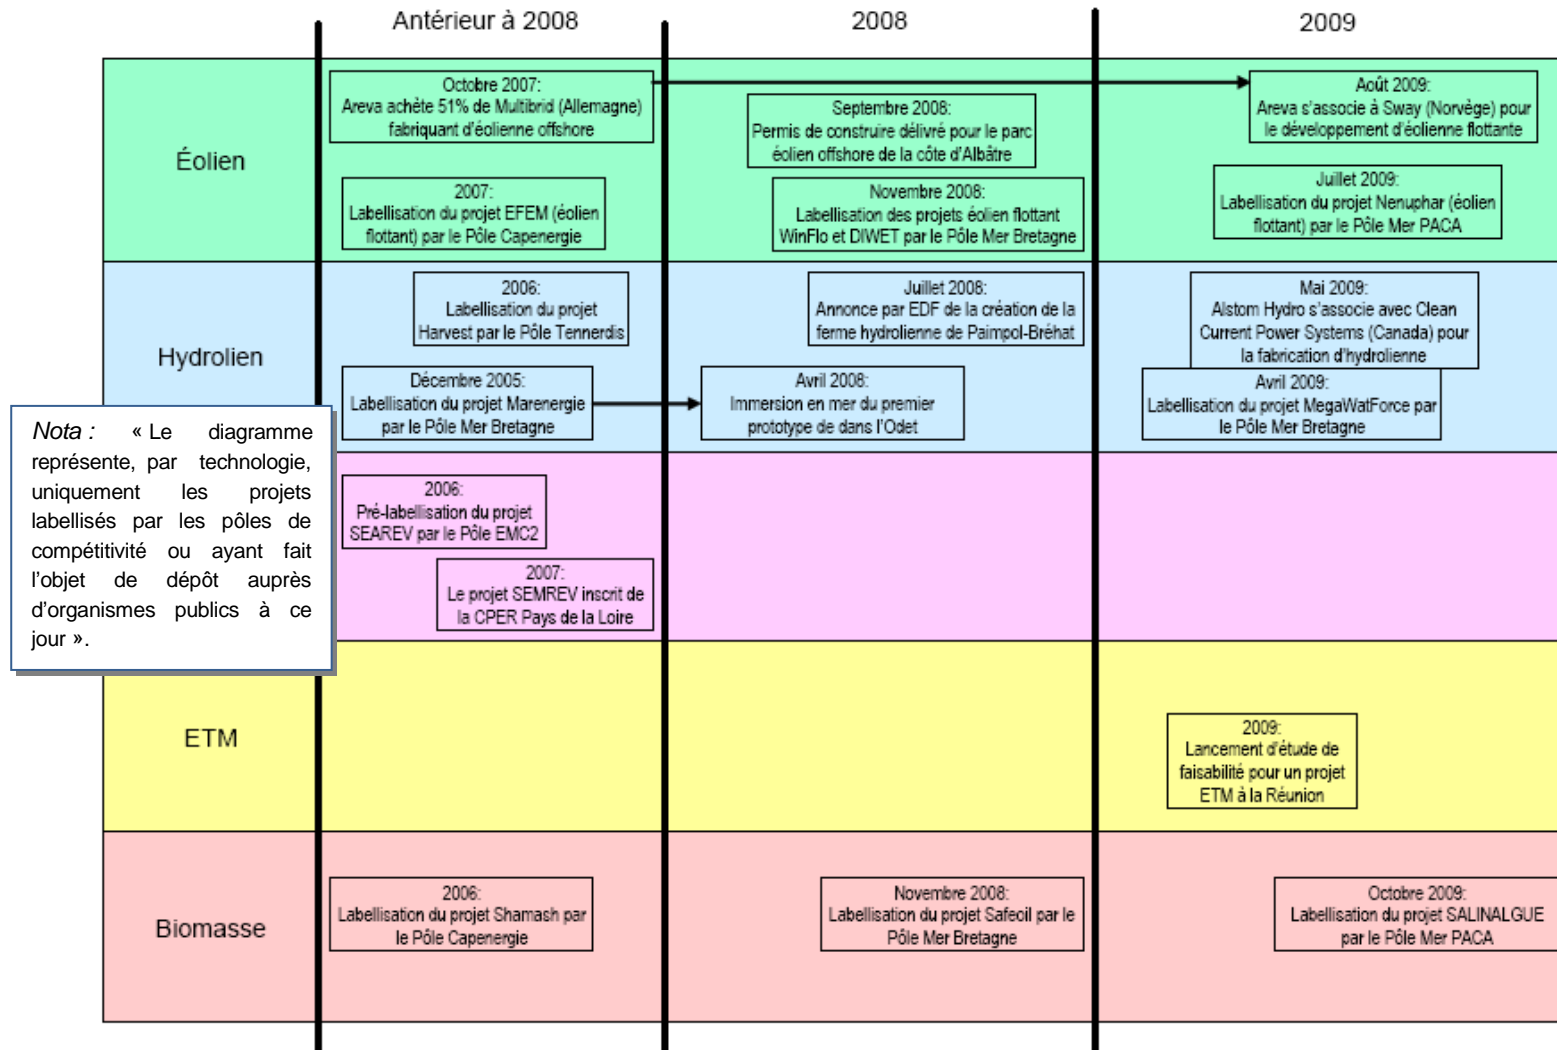 Antérieur à 2008
2008
2009
Éolien
Octobre 2007:
Areva achète 51% de Multibrid (Allemagne)
fabriquant d'éolienne offshore
Septembre 2008:
Permis de construire délivré pour le parc
éolien offshore de la côte d'Albâtre
Août 2009:
Areva s'associe à Sway (Norvège) pour
le développement d'éolienne flottante
2007:
Labellisation du projet EFEM (éolien
flottant) par le Pôle Capenergie
Novembre 2008:
Labellisation des projets éolien flottant
WinFlo et DIWET par le Pôle Mer Bretagne
Juillet 2009:
Labellisation du projet Nenuphar (éolien
flottant) par le Pôle Mer PACA
Hydrolien
2006:
Labellisation du projet
Harvest par le Pôle Tennerdis
Juillet 2008:
Annonce par EDF de la création de la
ferme hydrolienne de Paimpol-Bréhat
Mai 2009:
Alstom Hydro s'associe avec Clean
Current Power Systems (Canada) pour
la fabrication d'hydrolienne
Décembre 2005:
Labellisation du projet Marenergie
par le Pôle Mer Bretagne
Avril 2008:
Immersion en mer du premier
prototype de dans l'Odet
Avril 2009:
Labellisation du projet MegaWatForce par
le Pôle Mer Bretagne
Nota : « Le diagramme
représente, par technologie,
uniquement les projets
labellisés par les pôles de
compétitivité ou ayant fait
l'objet de dépôt auprès
d'organismes publics à ce
jour ».
2006:
Pré-labellisation du projet
SEAREV par le Pôle EMC2
2007:
Le projet SEMREV inscrit de
la CPER Pays de la Loire
ETM
2009:
Lancement d'étude de
faisabilité pour un projet
ETM à la Réunion
Biomasse
2006:
Labellisation du projet Shamash par
le Pôle Capenergie
Novembre 2008:
Labellisation du projet Safeoil par le
Pôle Mer Bretagne
Octobre 2009:
Labellisation du projet SALINALGUE
par le Pôle Mer PACA